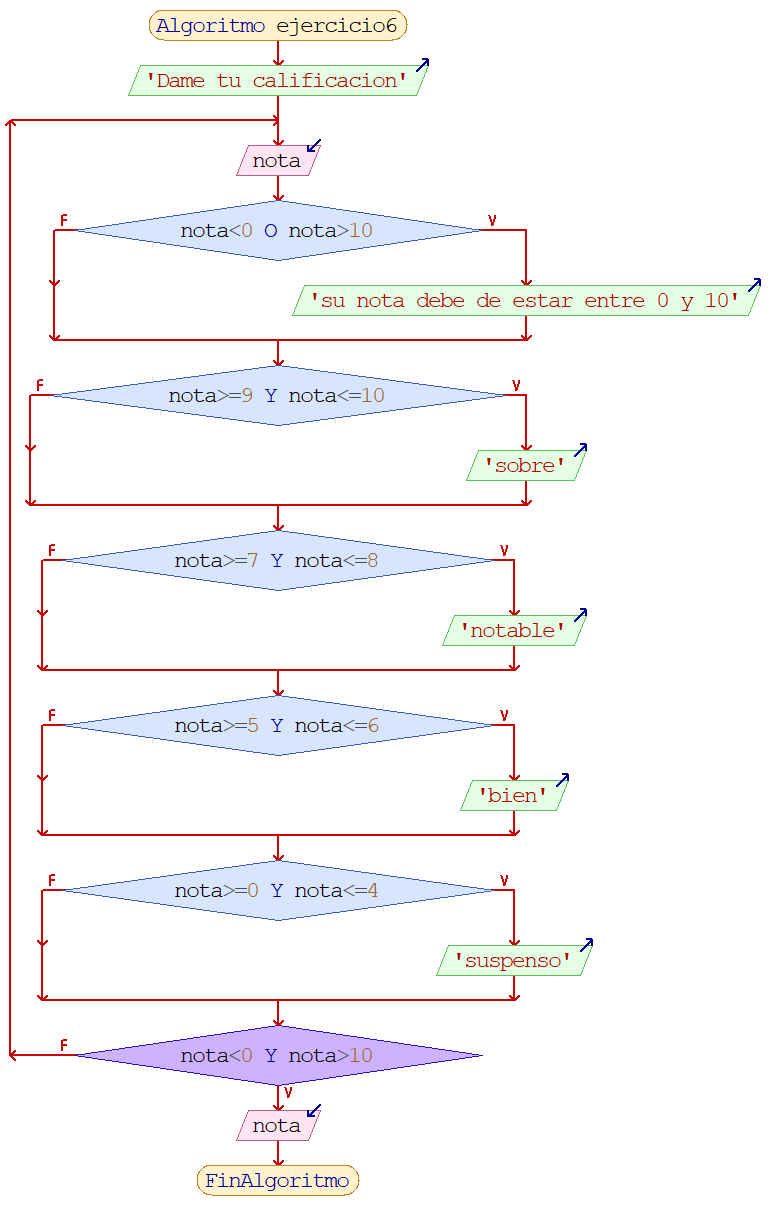 Algoritmo ejercicio6
'Dame tu calificacion'
nota
nota<0 O nota>10
F
V
'su nota debe de estar entre 0 y 10'
nota>=9 Y nota<=10
F
V
'sobre'
nota>=7 Y nota<=8
F
V
'notable'
nota>=5 Y nota<=6
F
V
'bien'
nota>=0 Y nota<=4
F
V
'suspenso'
nota<0 Y nota>10
F
V
nota
FinAlgoritmo